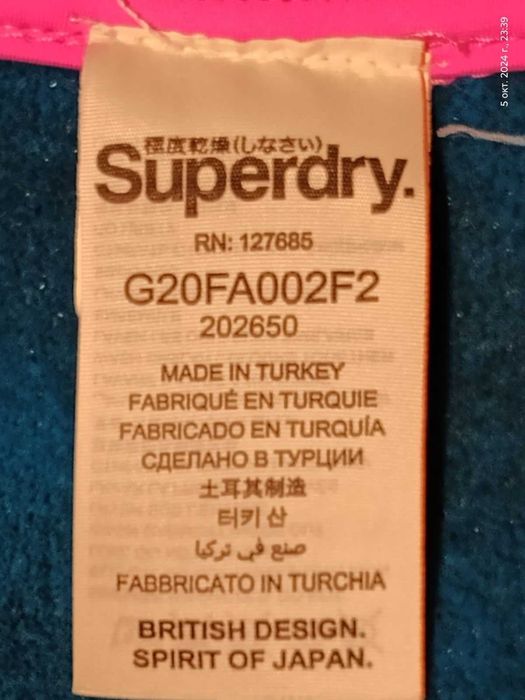 5 окт. 2024 г., 23:39
極度乾燥(しなさい)
Superdry.
RN: 127685
G20FA002F2
202650
MADE IN TURKEY
FABRIQUÉ EN TURQUIE
FABRICADO EN TURQUÍA
СДЕЛАНО В ТУРЦИИ
土耳其制造
터키 산
صنع في تركيا
FABBRICATO IN TURCHIA
BRITISH DESIGN.
SPIRIT OF JAPAN.